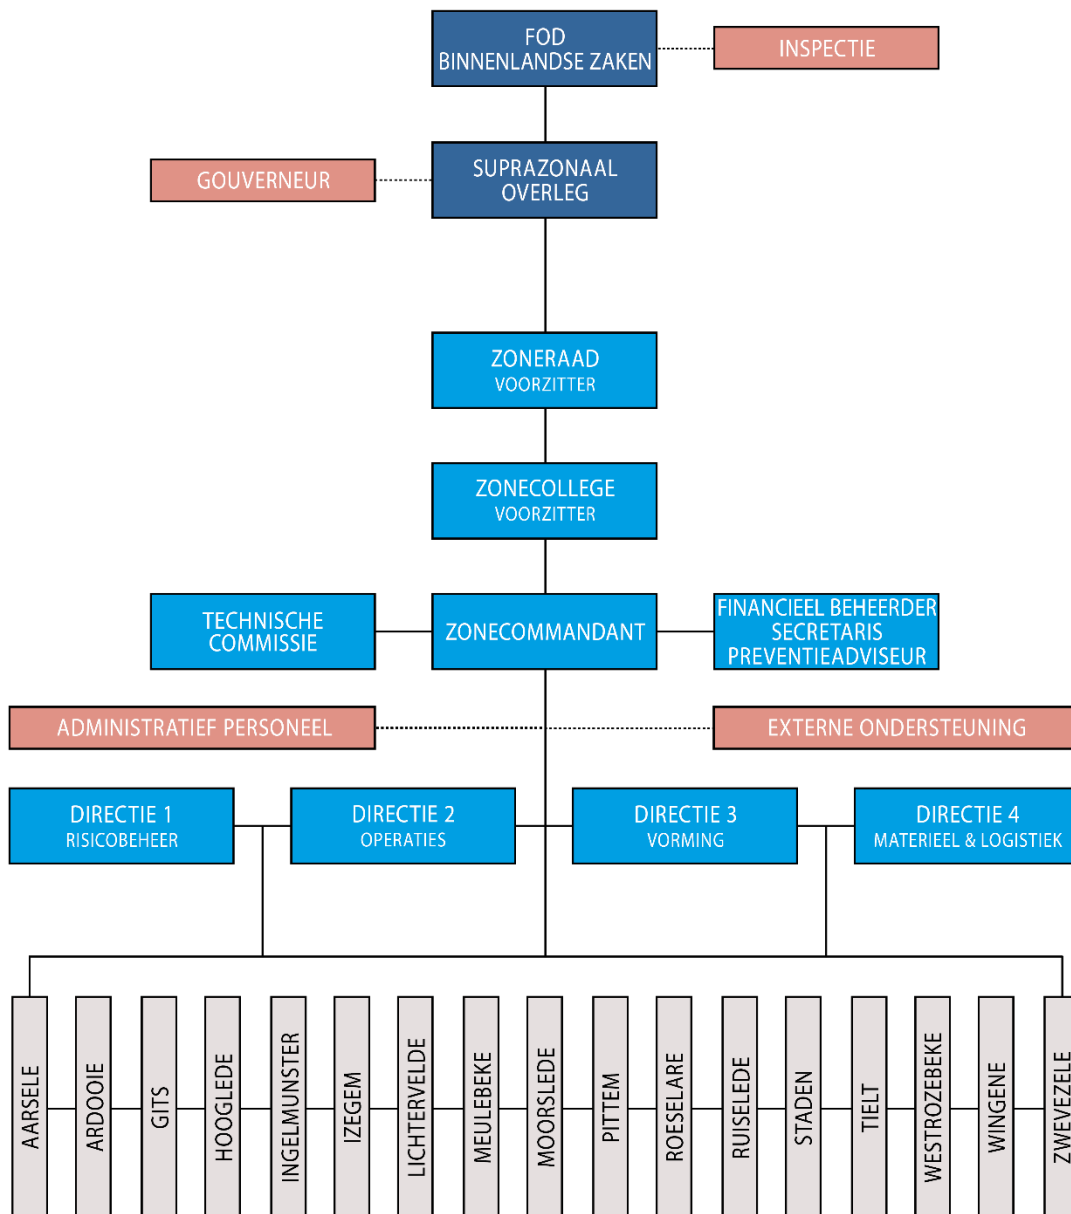 FOD
BINNENLANDSE ZAKEN
INSPECTIE
GOUVERNEUR
SUPRAZONAAL
OVERLEG
ZONERAAD
VOORZITTER
ZONECOLLEGE
VOORZITTER
TECHNISCHE
COMMISSIE
ZONECOMMANDANT
FINANCIEEL BEHEERDER
SECRETARIS
PREVENTIEADVISEUR
ADMINISTRATIEF PERSONEEL
EXTERNE ONDERSTEUNING
DIRECTIE 1
RISICOBEHEER
DIRECTIE 2
OPERATIES
DIRECTIE 3
VORMING
DIRECTIE 4
MATERIEEL & LOGISTIEK
AARSELE
ARDOOIE
GITS
HOOGLEDE
INGELMUNSTER
IZEGEM
LICHTERVELDE
MEULEBEKE
MOORSLEDE
PITTEM
ROESELARE
RUISELEDE
STADEN
TIELT
WESTROZEBEKE
WINGENE
ZWEVEZELE